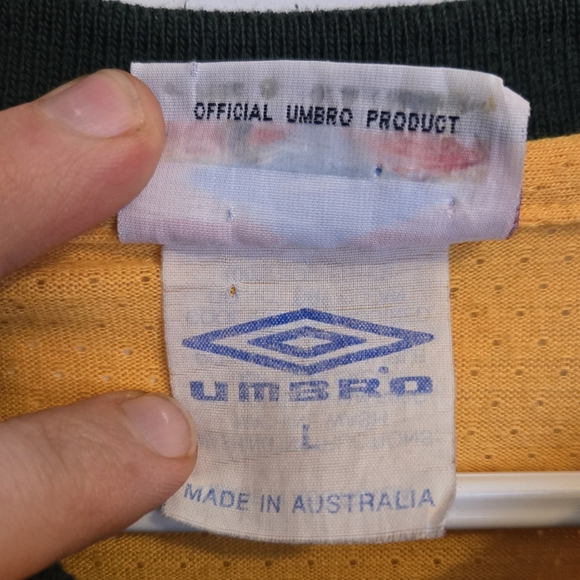 OFFICIAL UMBRO PRODUCT
UMBRO
L
MADE IN AUSTRALIA